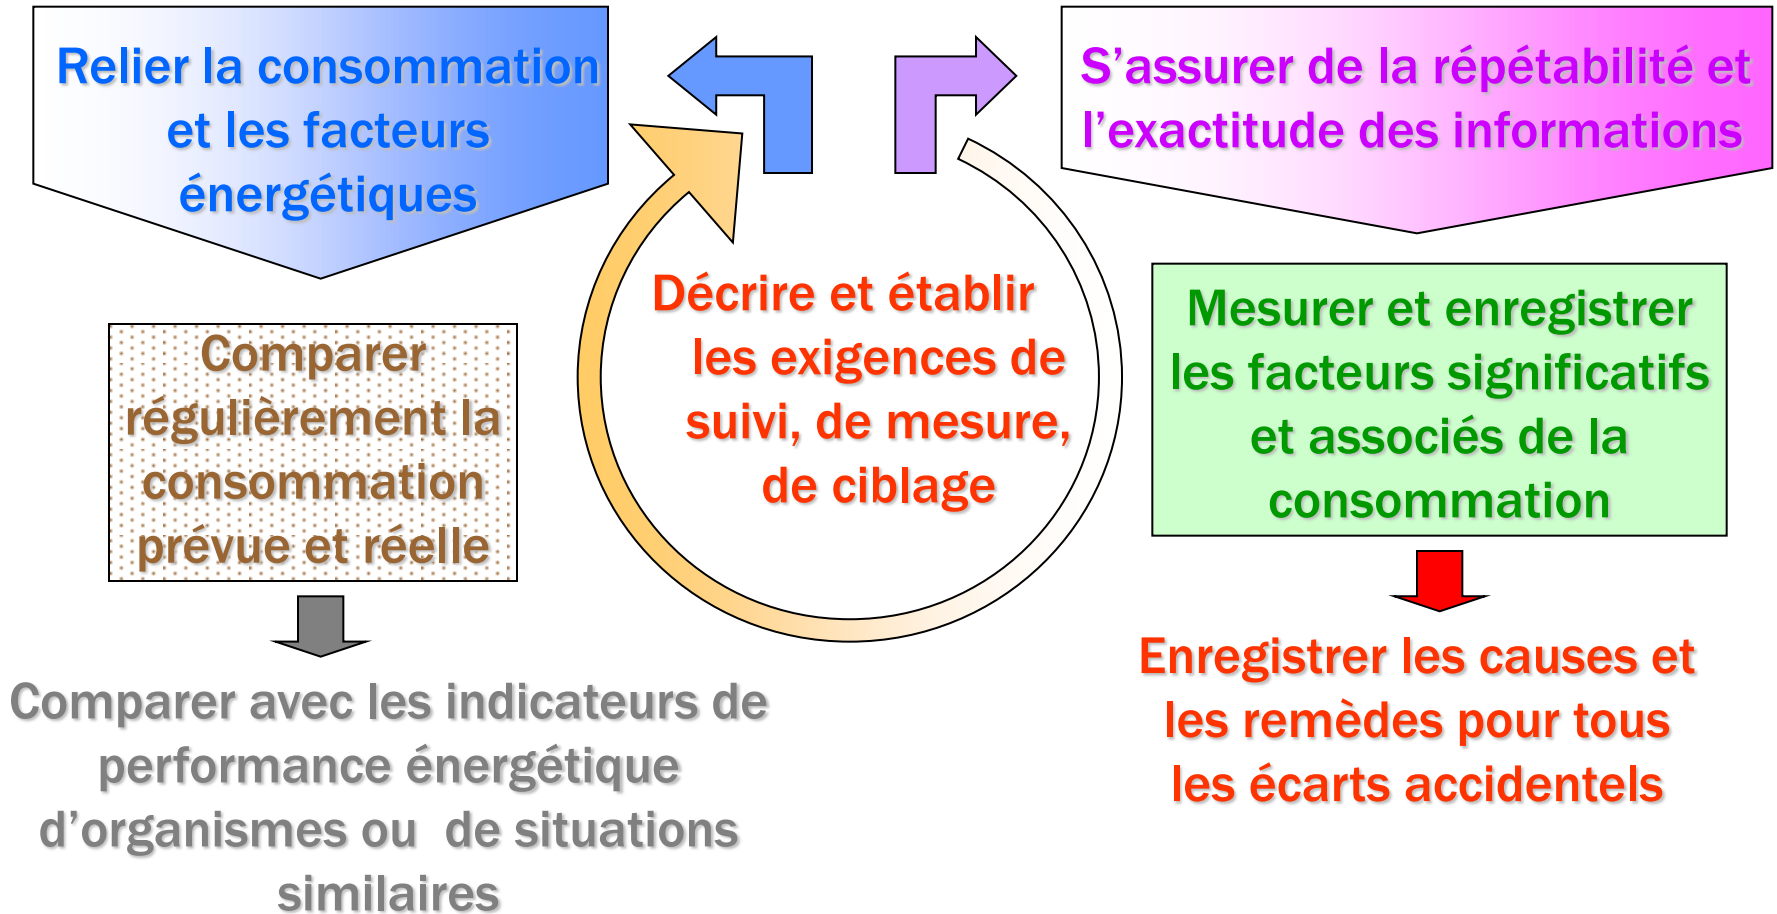 Relier la consommation
et les facteurs
énergétiques
S’assurer de la répétabilité et
l’exactitude des informations
Décrire et établir
les exigences de
suivi, de mesure,
de ciblage
Comparer
régulièrement la
consommation
prévue et réelle
Mesurer et enregistrer
les facteurs significatifs
et associés de la
consommation
Comparer avec les indicateurs de
performance énergétique
d’organismes ou  de situations
similaires
Enregistrer les causes et
les remèdes pour tous
les écarts accidentels